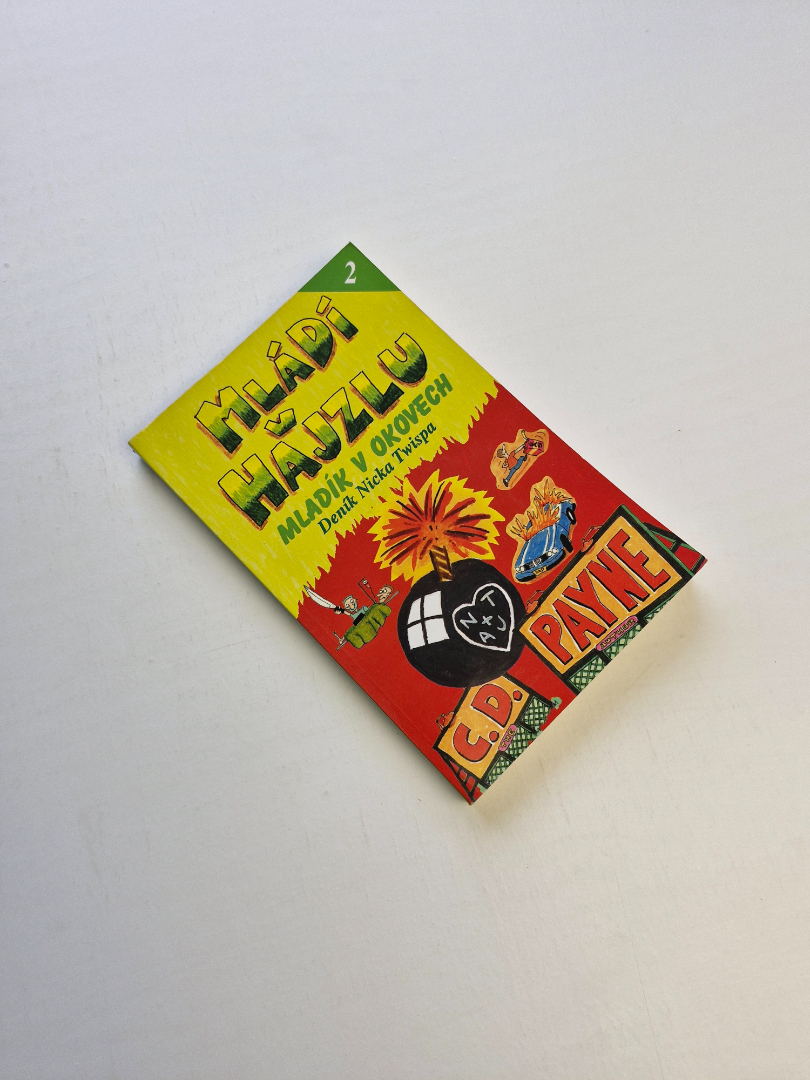 2
MLÁDÍ
V
HAJZLU
MLADÍK V OKOVECH
Deník Nicka Twispa
C.D.
PAYNE